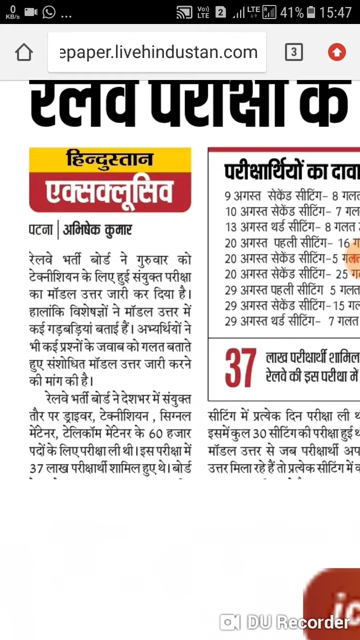 0
KB/s
Vo))
LTE
2
LTE
41%
15:47
epaper.livehindustan.com
3
रेलवे परीक्षा के
हिन्दुस्तान
एक्सक्लूसिव
पटना | अभिषेक कुमार
रेलवे भर्ती बोर्ड ने गुरुवार को
टेक्नीशियन के लिए हुई संयुक्त परीक्षा
का मॉडल उत्तर जारी कर दिया है।
हालांकि विशेषज्ञों ने मॉडल उत्तर में
कई गड़बड़ियां बताई हैं। अभ्यर्थियों ने
भी कई प्रश्नों के जवाब को गलत बताते
हुए संशोधित मॉडल उत्तर जारी करने
की मांग की है।
रेलवे भर्ती बोर्ड ने देशभर में संयुक्त
तौर पर ड्राइवर, टेक्नीशियन, सिग्नल
मेंटेनर, टेलिकॉम मेंटेनर के 60 हजार
पदों के लिए परीक्षा ली थी। इस परीक्षा में
37 लाख परीक्षार्थी शामिल हुए थे। बोर्ड
परीक्षार्थियों का दावा
9 अगस्त सेकेंड सीटिंग- 8 गलत
10 अगस्त सेकेंड सीटिंग- 7 गल
13 अगस्त थर्ड सीटिंग- 8 गलत
20 अगस्त पहली सीटिंग- 16 ग
20 अगस्त सेकेंड सीटिंग-5 गलत
20 अगस्त सेकेंड सीटिंग- 25 ग
29 अगस्त पहली सीटिंग 5 गलत
29 अगस्त सेकेंड सीटिंग-15 गल
29 अगस्त थर्ड सीटिंग- 7 गलत
37 लाख परीक्षार्थी शामि
रेलवे की इस परीक्षा में
सीटिंग में प्रत्येक दिन परीक्षा ली थ
इसमें कुल 30 सीटिंग की परीक्षा हुई थ
मॉडल उत्तर से जब परीक्षार्थी अप
उत्तर मिला रहे हैं तो प्रत्येक सीटिंग में क
DU Recorder